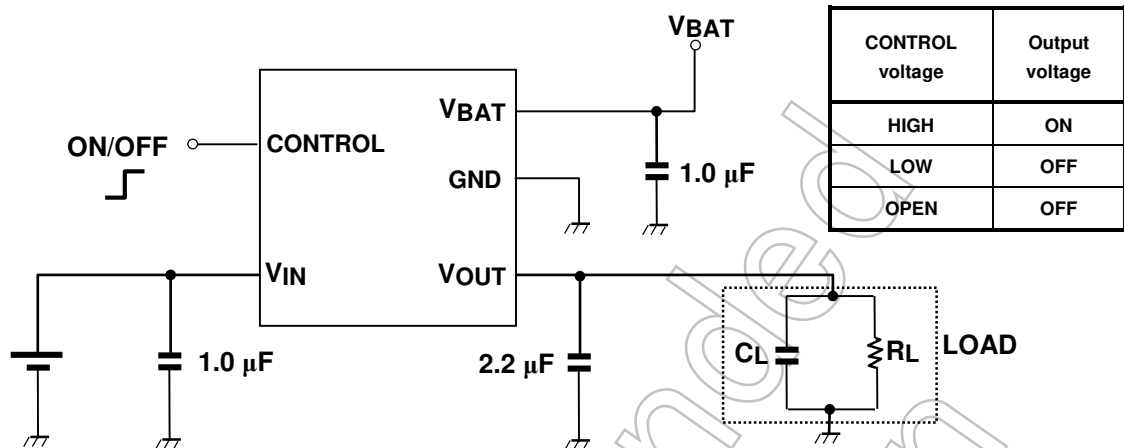 VBAT
ON/OFF
CONTROL
VBAT
GND
VIN
VOUT
1.0 µF
1.0 µF
2.2 µF
CL
RL
LOAD
CONTROL voltage
Output voltage
HIGH
ON
LOW
OFF
OPEN
OFF